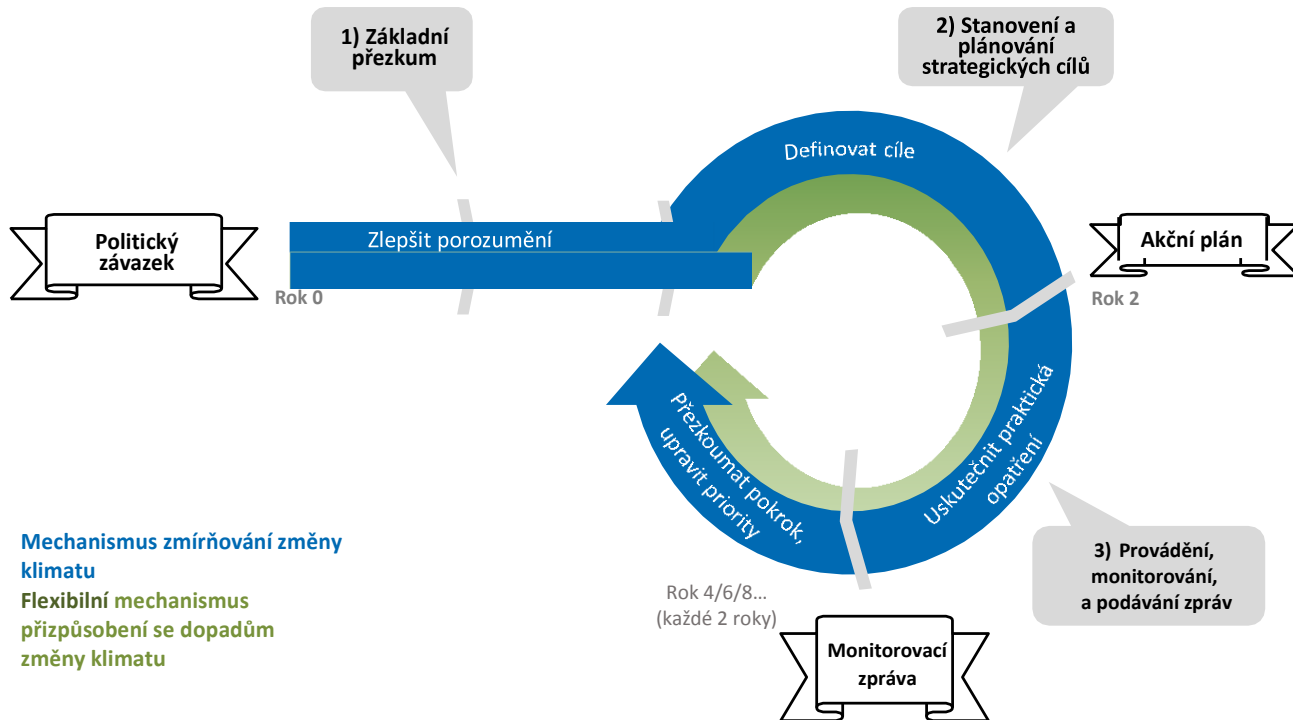 1) Základní
přezkum
2) Stanovení a
plánování
strategických cílů
Definovat cíle
Politický
závazek
Zlepšit porozumění
Akční plán
Rok 0
Rok 2
Uskutečnit praktická
opatření
Přezkoumat pokrok,
upravit priority
Mechanismus zmírňování změny
klimatu
Flexibilní mechanismus
přizpůsobení se dopadům
změny klimatu
3) Provádění,
monitorování,
a podávání zpráv
Rok 4/6/8...
(každé 2 roky)
Monitorovací
zpráva